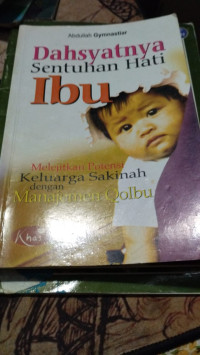 Abdullah Gymnastiar
Dahsyatnya
Sentuhan Hati
Ibu
Melejitkan Potensi
Keluarga Sakinah
dengan
Manajemen Qolbu